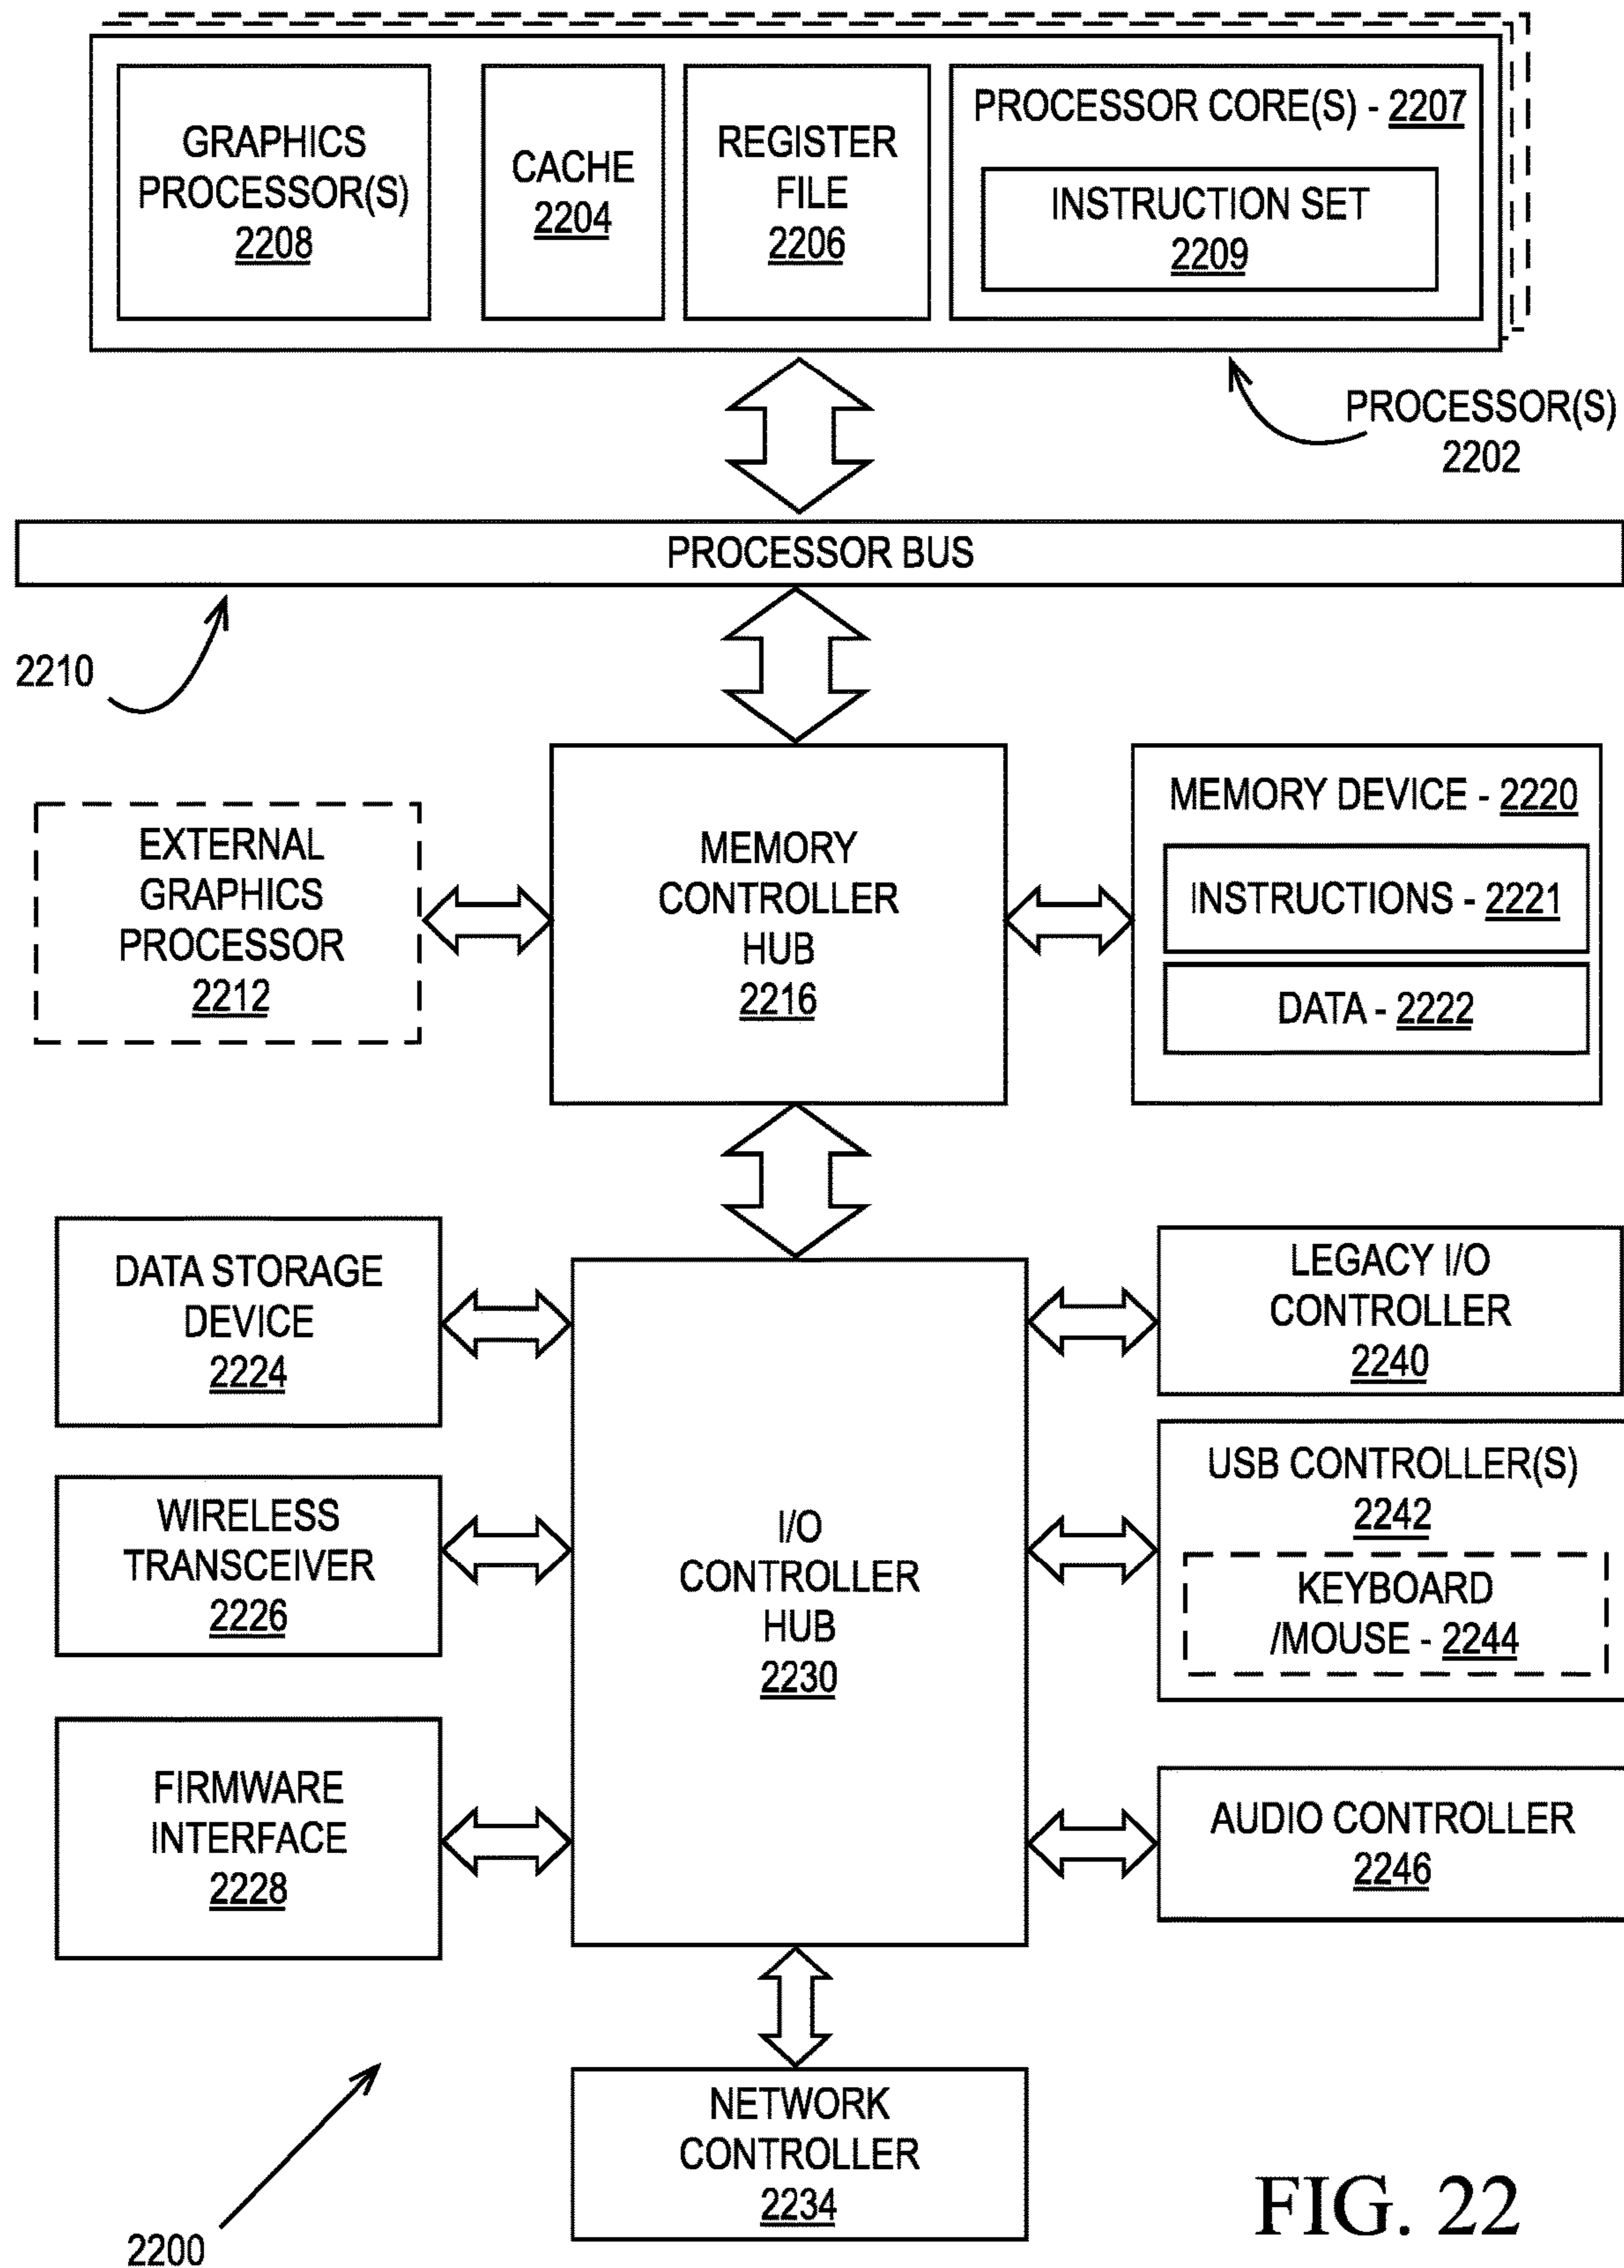 GRAPHICS
PROCESSOR(S)
2208
CACHE
2204
REGISTER
FILE
2206
PROCESSOR CORE(S) - 2207
INSTRUCTION SET
2209
PROCESSOR(S)
2202
PROCESSOR BUS
2210
EXTERNAL
GRAPHICS
PROCESSOR
2212
MEMORY
CONTROLLER
HUB
2216
MEMORY DEVICE - 2220
INSTRUCTIONS - 2221
DATA - 2222
DATA STORAGE
DEVICE
2224
WIRELESS
TRANSCEIVER
2226
FIRMWARE
INTERFACE
2228
I/O
CONTROLLER
HUB
2230
LEGACY I/O
CONTROLLER
2240
USB CONTROLLER(S)
2242
KEYBOARD
/MOUSE - 2244
AUDIO CONTROLLER
2246
NETWORK
CONTROLLER
2234
2200
FIG. 22